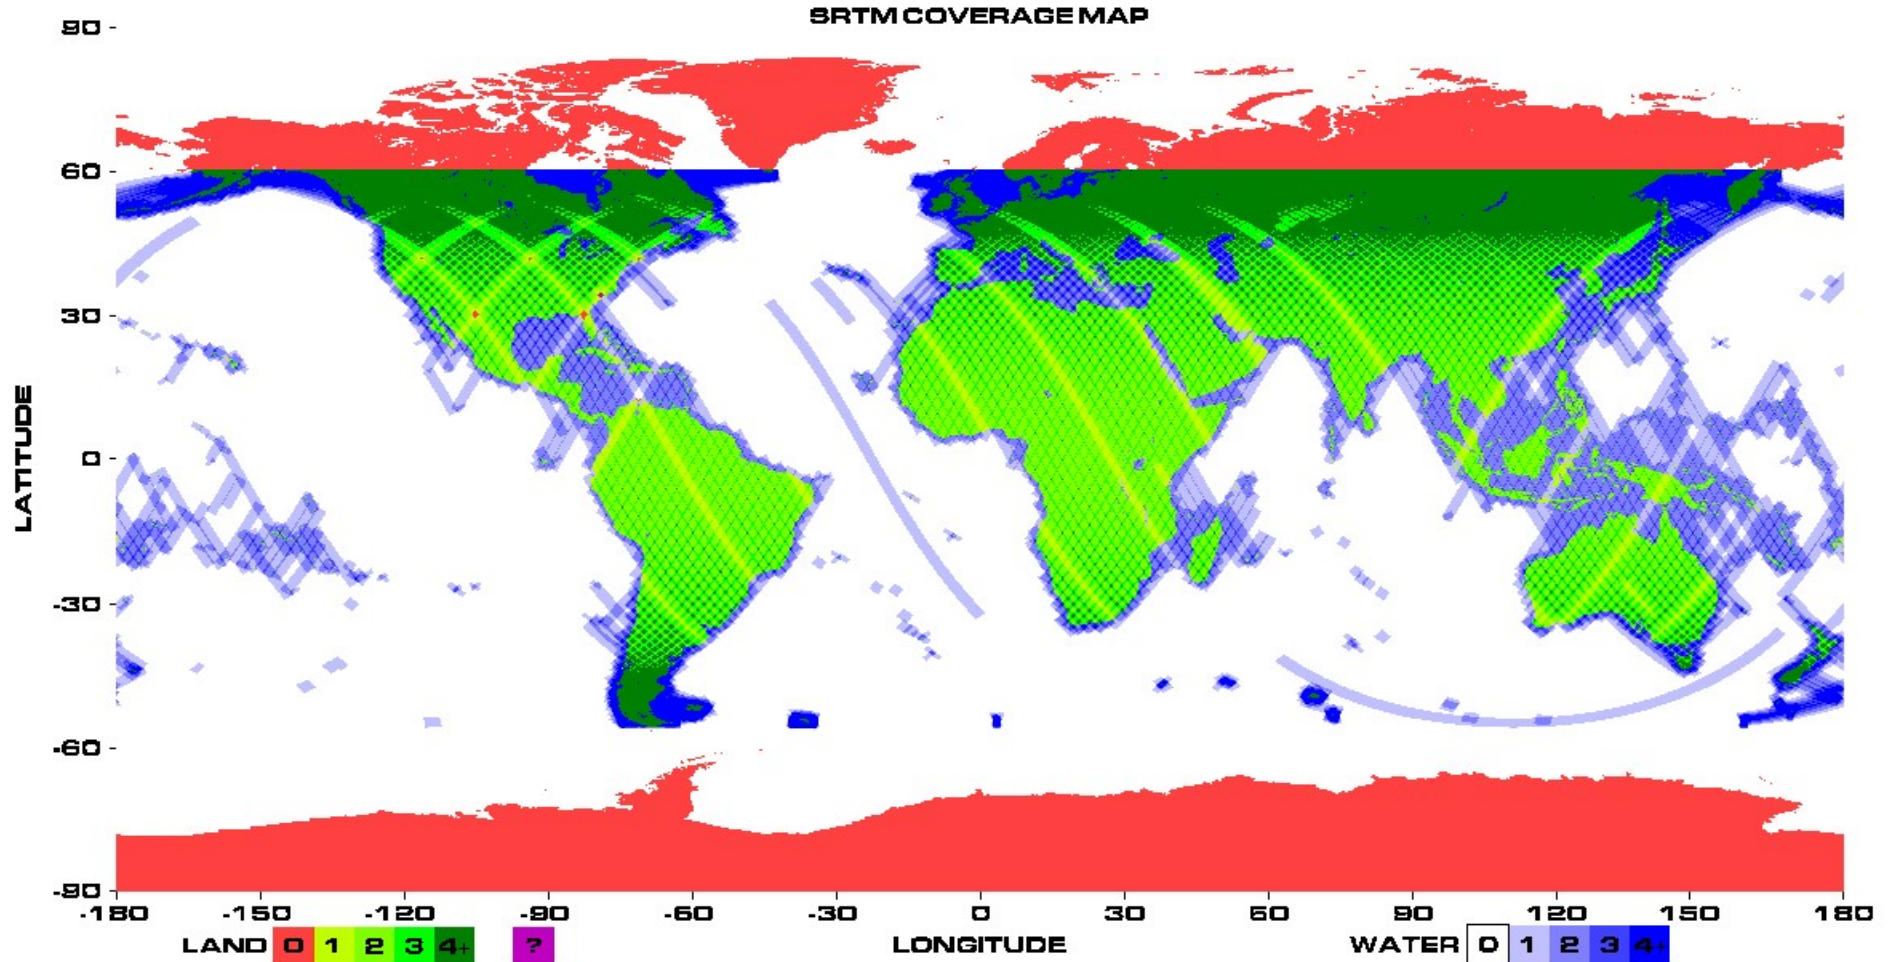 SRTM COVERAGE MAP
90
60
30
0
-30
-60
-90
LATITUDE
-180 -150 -120 -90 -60 -30 0 30 60 90 120 150 180
LAND 0 1 2 3 4+ ? LONGITUDE WATER 0 1 2 3 4+